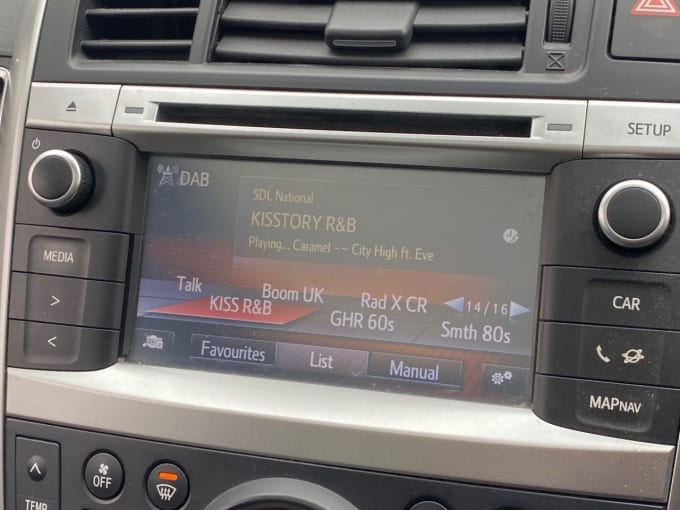 SETUP
DAB
SDL National
KISSTORY R&B
Playing... Caramel -- City High ft. Eve
MEDIA
>
<
Talk
Boom UK
Rad X CR
14/16
KISS R&B
GHR 60s
Smth 80s
Favourites
List
Manual
CAR
MAPNAV
OFF
TEMP